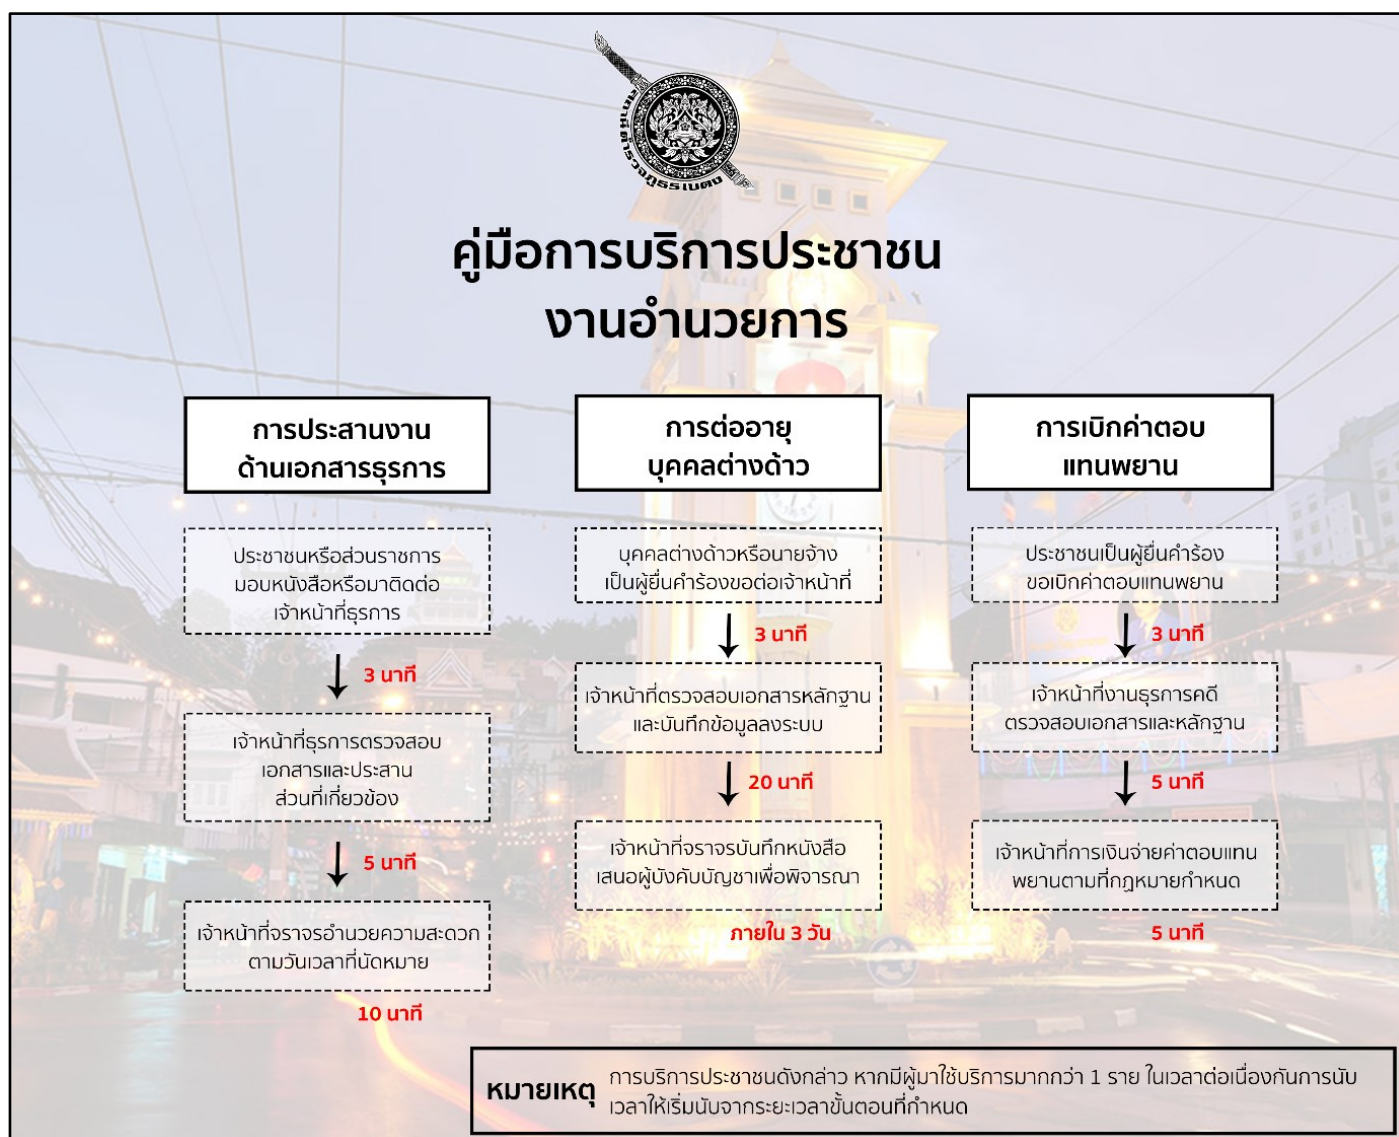 สถานีตำรวจภูธรเบตง
คู่มือการบริการประชาชน
งานอำนวยการ
การประสานงาน
ด้านเอกสารธุรการ
ประชาชนหรือส่วนราชการ
มอบหนังสือหรือมาติดต่อ
เจ้าหน้าที่ธุรการ
3 นาที
เจ้าหน้าที่ธุรการตรวจสอบ
เอกสารและประสาน
ส่วนที่เกี่ยวข้อง
5 นาที
เจ้าหน้าที่จราจรอำนวยความสะดวก
ตามวันเวลาที่นัดหมาย
10 นาที
การต่ออายุ
บุคคลต่างด้าว
บุคคลต่างด้าวหรือนายจ้าง
เป็นผู้ยื่นคำร้องขอต่อเจ้าหน้าที่
3 นาที
เจ้าหน้าที่ตรวจสอบเอกสารหลักฐาน
และบันทึกข้อมูลลงระบบ
20 นาที
เจ้าหน้าที่จราจรบันทึกหนังสือ
เสนอผู้บังคับบัญชาเพื่อพิจารณา
ภายใน 3 วัน
การเบิกค่าตอบ
แทนพยาน
ประชาชนเป็นผู้ยื่นคำร้อง
ขอเบิกค่าตอบแทนพยาน
3 นาที
เจ้าหน้าที่งานธุรการคดี
ตรวจสอบเอกสารและหลักฐาน
5 นาที
เจ้าหน้าที่การเงินจ่ายค่าตอบแทน
พยานตามที่กฎหมายกำหนด
5 นาที
หมายเหตุ การบริการประชาชนดังกล่าว หากมีผู้มาใช้บริการมากกว่า 1 ราย ในเวลาต่อเนื่องกันการนับ
เวลาให้เริ่มนับจากระยะเวลาขั้นตอนที่กำหนด